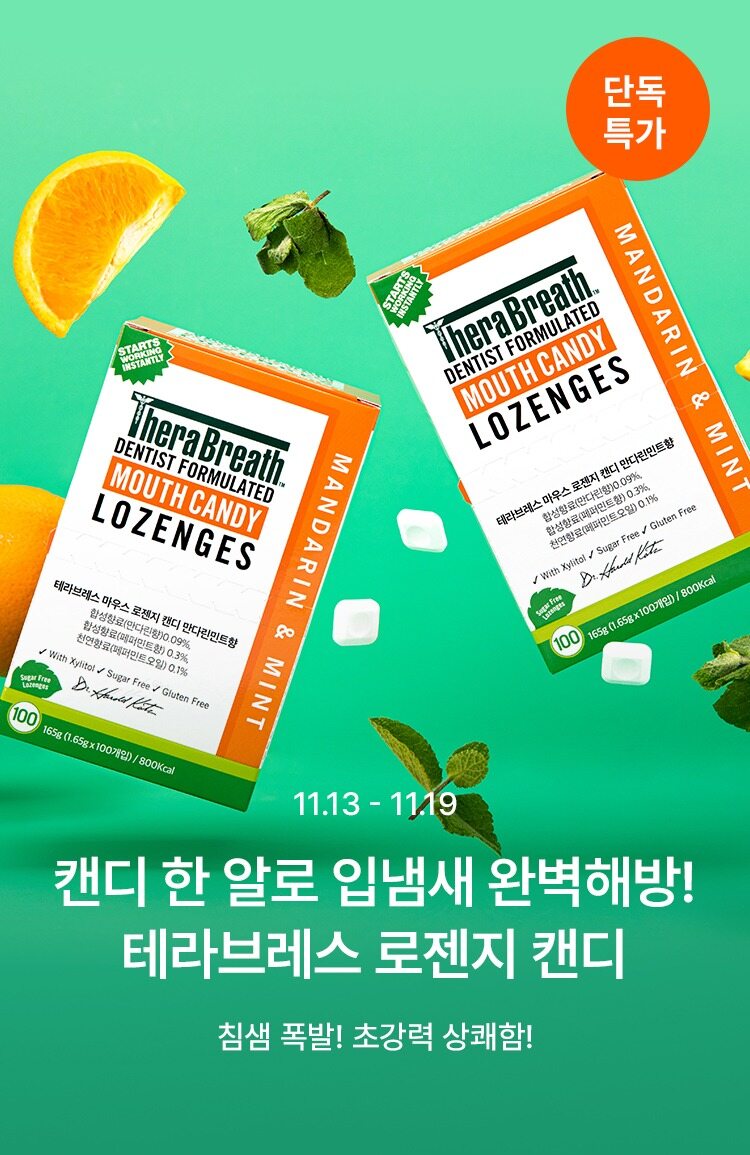 단독
특가
STARTS
WORKING
INSTANTLY
TheraBreath™
DENTIST FORMULATED
MOUTH CANDY
LOZENGES
MANDARIN & MINT
테라브레스 마우스 로젠지 캔디 만다린민트향
합성향료(만다린향)0.09%,
합성향료(페퍼민트향) 0.3%,
천연향료(페퍼민트오일) 0.1%
✓ With Xylitol ✓ Sugar Free ✓ Gluten Free
Dr. Harold Katz
Sugar Free
Lozenges
100 165g (1.65g x 100개입) / 800Kcal
STARTS
WORKING
INSTANTLY
TheraBreath™
DENTIST FORMULATED
MOUTH CANDY
LOZENGES
MANDARIN & MINT
테라브레스 마우스 로젠지 캔디 만다린민트향
합성향료(만다린향)0.09%,
합성향료(페퍼민트향) 0.3%,
천연향료(페퍼민트오일) 0.1%
✓ With Xylitol ✓ Sugar Free ✓ Gluten Free
Dr. Harold Katz
Sugar Free
Lozenges
100 165g (1.65g x 100개입) / 800Kcal
11.13 - 11.19
캔디 한 알로 입냄새 완벽해방!
테라브레스 로젠지 캔디
침샘 폭발! 초강력 상쾌함!